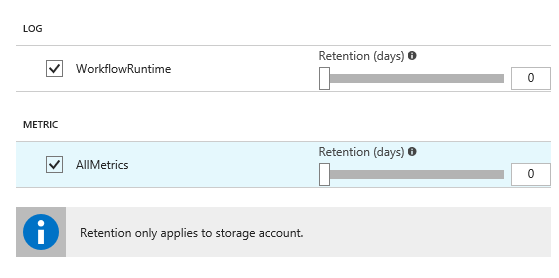 LOG
WorkflowRuntime
Retention (days)
0
METRIC
AllMetrics
Retention (days)
0
Retention only applies to storage account.